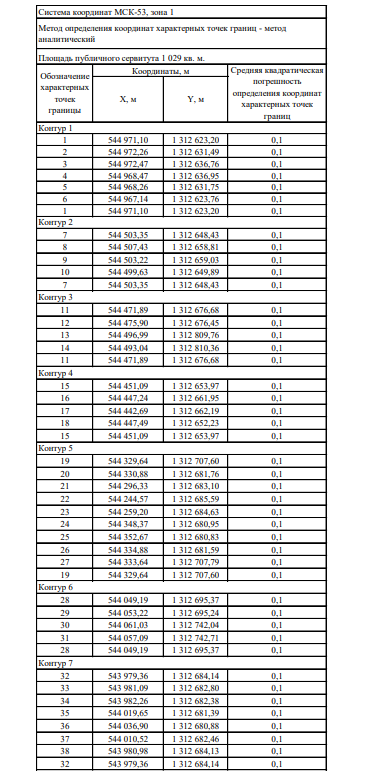 Система координат МСК-53, зона 1
Метод определения координат характерных точек границ - метод
аналитический
Площадь публичного сервитута 1 029 кв. м.
Обозначение характерных точек границы Координаты, м Средняя квадратическая погрешность определения координат характерных точек границ
X, м Y, м
Контур 1
1 544 971,10 1 312 623,20 0,1
2 544 972,26 1 312 631,49 0,1
3 544 972,47 1 312 636,76 0,1
4 544 968,47 1 312 636,95 0,1
5 544 968,26 1 312 631,75 0,1
6 544 967,14 1 312 623,76 0,1
1 544 971,10 1 312 623,20 0,1
Контур 2
7 544 503,35 1 312 648,43 0,1
8 544 507,43 1 312 658,81 0,1
9 544 503,22 1 312 659,03 0,1
10 544 499,63 1 312 649,89 0,1
7 544 503,35 1 312 648,43 0,1
Контур 3
11 544 471,89 1 312 676,68 0,1
12 544 475,90 1 312 676,45 0,1
13 544 496,99 1 312 809,76 0,1
14 544 493,04 1 312 810,36 0,1
11 544 471,89 1 312 676,68 0,1
Контур 4
15 544 451,09 1 312 653,97 0,1
16 544 447,24 1 312 661,95 0,1
17 544 442,69 1 312 662,19 0,1
18 544 447,49 1 312 652,23 0,1
15 544 451,09 1 312 653,97 0,1
Контур 5
19 544 329,64 1 312 707,60 0,1
20 544 330,88 1 312 681,76 0,1
21 544 296,33 1 312 683,10 0,1
22 544 244,57 1 312 685,59 0,1
23 544 259,20 1 312 684,63 0,1
24 544 348,37 1 312 680,95 0,1
25 544 352,67 1 312 680,83 0,1
26 544 334,88 1 312 681,59 0,1
27 544 333,64 1 312 707,79 0,1
19 544 329,64 1 312 707,60 0,1
Контур 6
28 544 049,19 1 312 695,37 0,1
29 544 053,22 1 312 695,24 0,1
30 544 061,03 1 312 742,04 0,1
31 544 057,09 1 312 742,71 0,1
28 544 049,19 1 312 695,37 0,1
Контур 7
32 543 979,36 1 312 684,14 0,1
33 543 981,09 1 312 682,80 0,1
34 543 982,26 1 312 682,38 0,1
35 544 019,65 1 312 681,39 0,1
36 544 036,90 1 312 680,88 0,1
37 544 010,52 1 312 682,46 0,1
38 543 980,98 1 312 684,13 0,1
32 543 979,36 1 312 684,14 0,1